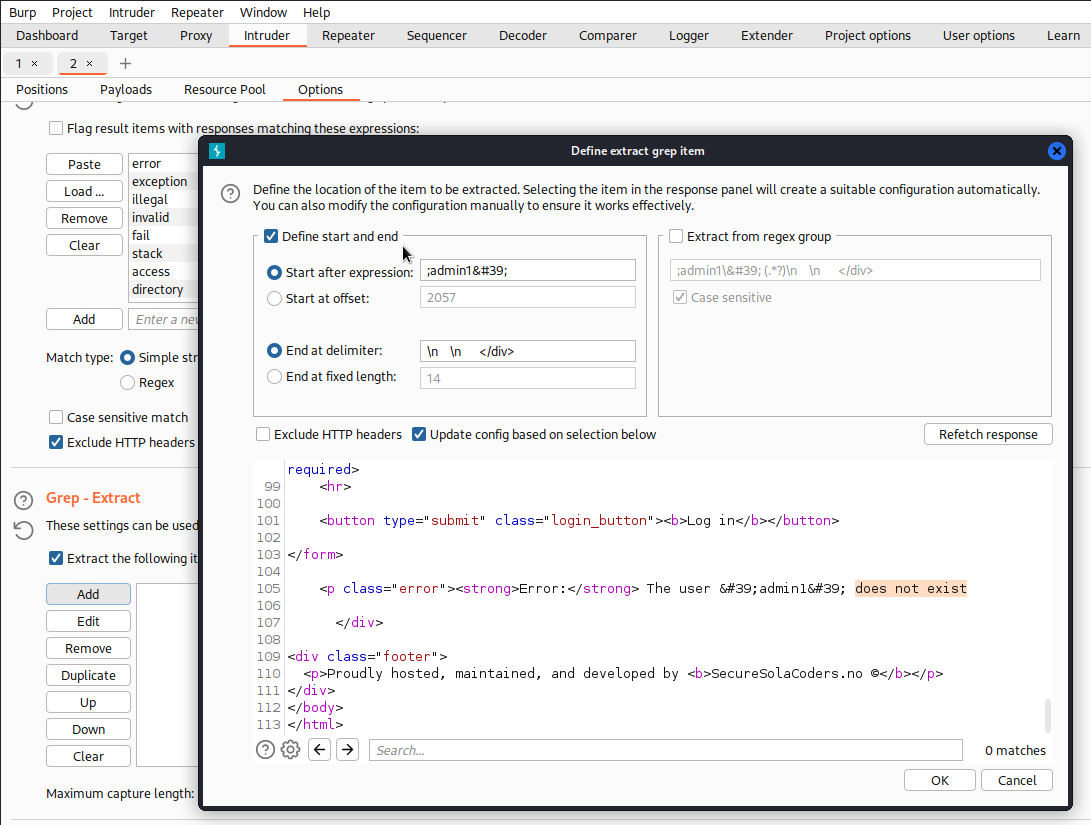 Burp Project Intruder Repeater Window Help
Dashboard Target Proxy Intruder Repeater Sequencer Decoder Comparer Logger Extender Project options User options Learn
1 × 2 × +
Positions Payloads Resource Pool Options
Flag result items with responses matching these expressions:
Paste
Load ...
Remove
Clear
error
exception
illegal
invalid
fail
stack
access
directory
Add
Enter a new
Match type:
Simple str
Regex
Case sensitive match
Exclude HTTP headers
Grep - Extract
These settings can be used
Extract the following it
Add
Edit
Remove
Duplicate
Up
Down
Clear
Maximum capture length:
Define extract grep item
Define the location of the item to be extracted. Selecting the item in the response panel will create a suitable configuration automatically.
You can also modify the configuration manually to ensure it works effectively.
Define start and end
Start after expression: ;admin1&#39;
Start at offset: 2057
End at delimiter: \n \n </div>
End at fixed length: 14
Extract from regex group
;admin1\&#39; (.*?)\n \n </div>
Case sensitive
Exclude HTTP headers Update config based on selection below Refetch response
required>
99 <hr>
100
101 <button type="submit" class="login_button"><b>Log in</b></button>
102
103 </form>
104
105 <p class="error"><strong>Error:</strong> The user &#39;admin1&#39; does not exist
106
107 </div>
108
109 <div class="footer">
110 <p>Proudly hosted, maintained, and developed by <b>SecureSolaCoders.no ©</b></p>
111 </div>
112 </body>
113 </html>
Search... 0 matches
OK Cancel